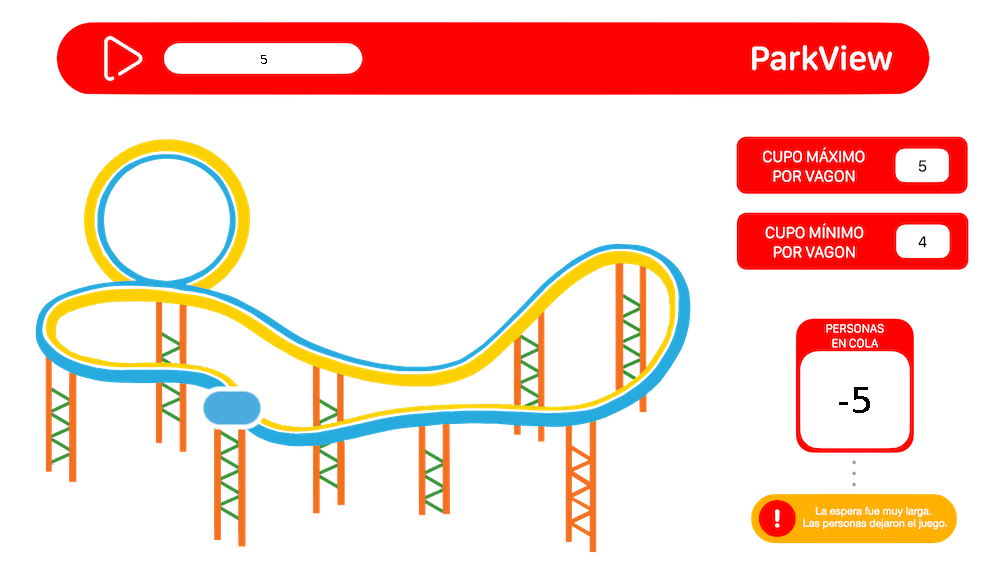 5
ParkView
CUPO MÁXIMO
POR VAGON
5
CUPO MÍNIMO
POR VAGON
4
PERSONAS
EN COLA
-5
!
La espera fue muy larga.
Las personas dejaron el juego.